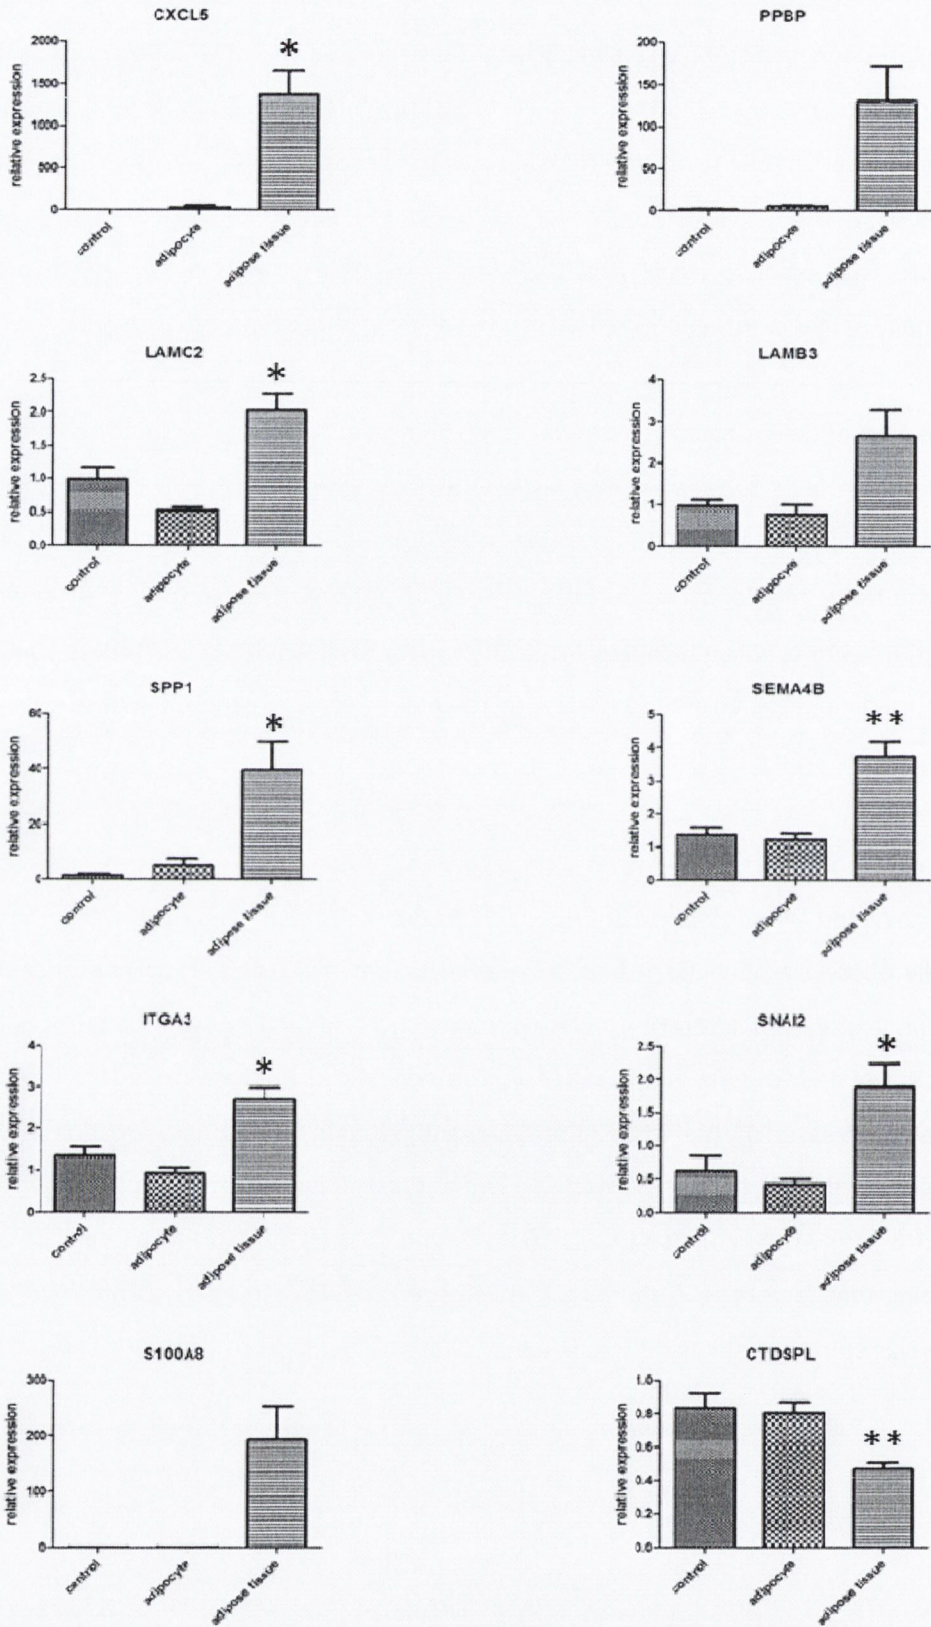 CXCL5
PPBP
2000
1500
1000
500
0
relative expression
*
control
adipocyte
adipose tissue
200
150
100
50
0
relative expression
control
adipocyte
adipose tissue
LAMC2
LAMB3
2.5
2.0
1.5
1.0
0.5
0.0
relative expression
*
control
adipocyte
adipose tissue
4
3
2
1
0
relative expression
control
adipocyte
adipose tissue
SPP1
SEMA4B
60
40
20
0
relative expression
*
control
adipocyte
adipose tissue
5
4
3
2
1
0
relative expression
**
control
adipocyte
adipose tissue
ITGA3
SNAI2
4
3
2
1
0
relative expression
*
control
adipocyte
adipose tissue
2.5
2.0
1.5
1.0
0.5
0.0
relative expression
*
control
adipocyte
adipose tissue
S100A8
CTDSPL
300
200
100
0
relative expression
control
adipocyte
adipose tissue
1.0
0.8
0.6
0.4
0.2
0.0
relative expression
**
control
adipocyte
adipose tissue